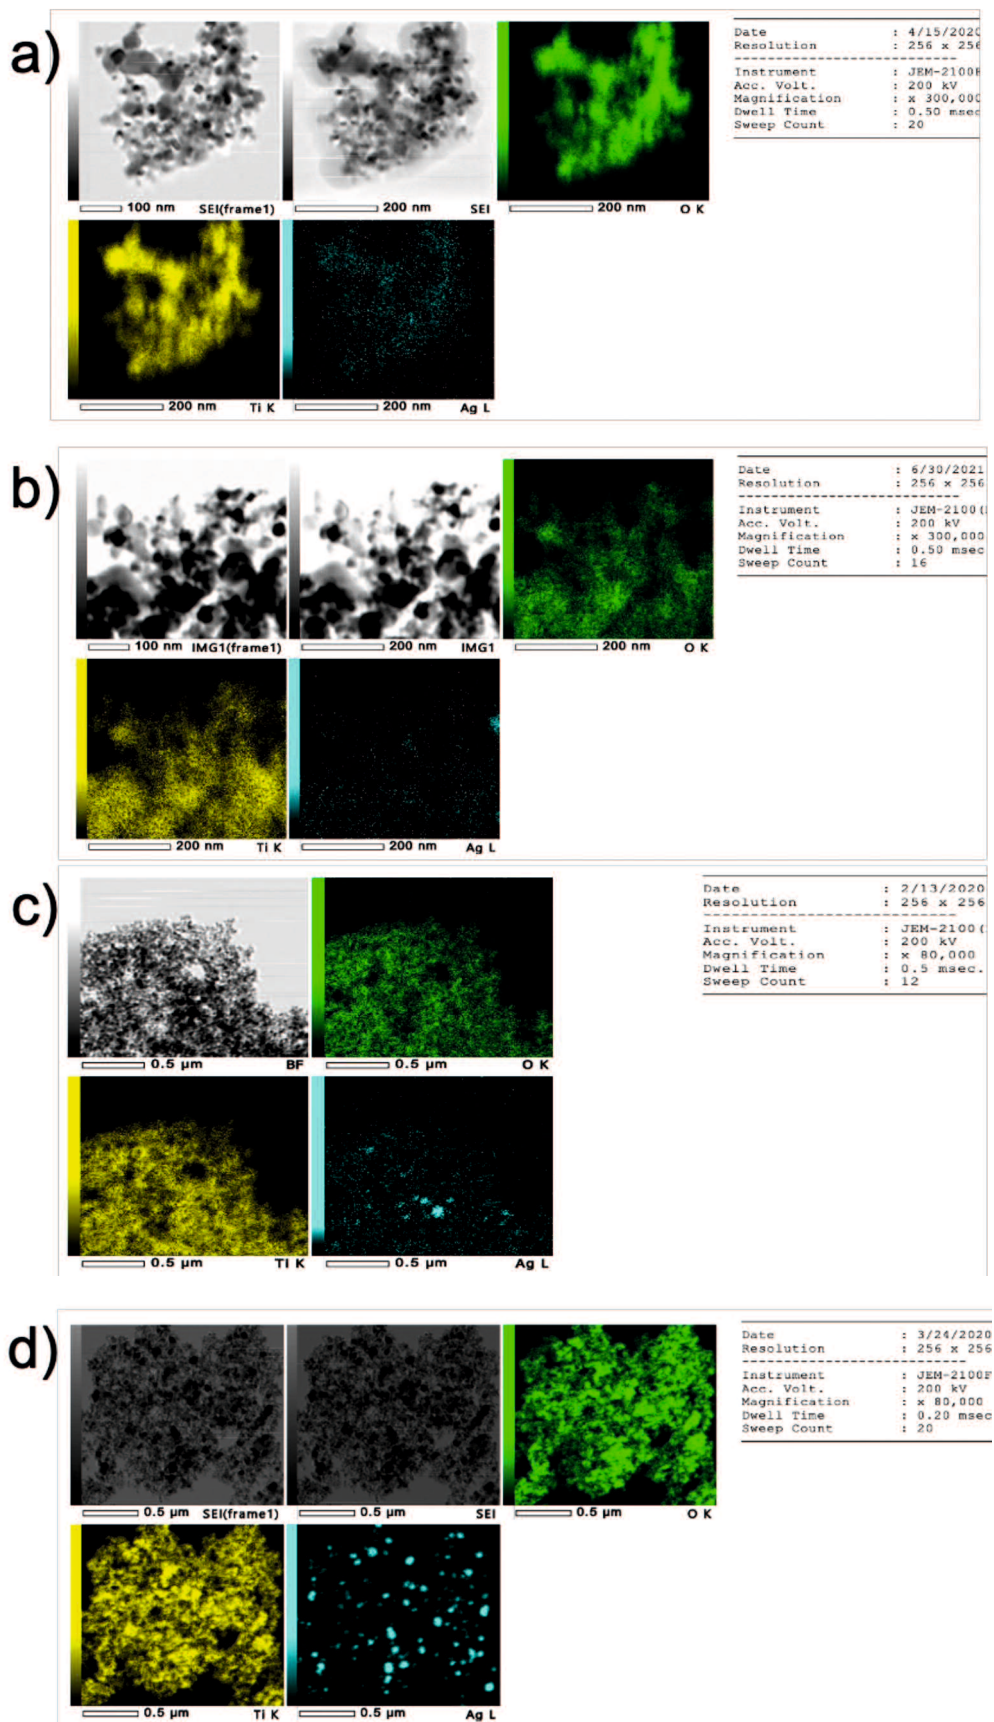 a)
Date : 4/15/2020
Resolution : 256 x 256
Instrument : JEM-2100F
Acc. Volt. : 200 kV
Magnification : x 300,000
Dwell Time : 0.50 msec
Sweep Count : 20
100 nm SEI(frame1)
200 nm SEI
200 nm O K
200 nm Ti K
200 nm Ag L
b)
Date : 6/30/2021
Resolution : 256 x 256
Instrument : JEM-2100(
Acc. Volt. : 200 kV
Magnification : x 300,000
Dwell Time : 0.50 msec
Sweep Count : 16
100 nm IMG1(frame1)
200 nm IMG1
200 nm O K
200 nm Ti K
200 nm Ag L
c)
Date : 2/13/2020
Resolution : 256 x 256
Instrument : JEM-2100(
Acc. Volt. : 200 kV
Magnification : x 80,000
Dwell Time : 0.5 msec.
Sweep Count : 12
0.5 µm BF
0.5 µm O K
0.5 µm Ti K
0.5 µm Ag L
d)
Date : 3/24/2020
Resolution : 256 x 256
Instrument : JEM-2100F
Acc. Volt. : 200 kV
Magnification : x 80,000
Dwell Time : 0.20 msec
Sweep Count : 20
0.5 µm SEI(frame1)
0.5 µm SEI
0.5 µm O K
0.5 µm Ti K
0.5 µm Ag L